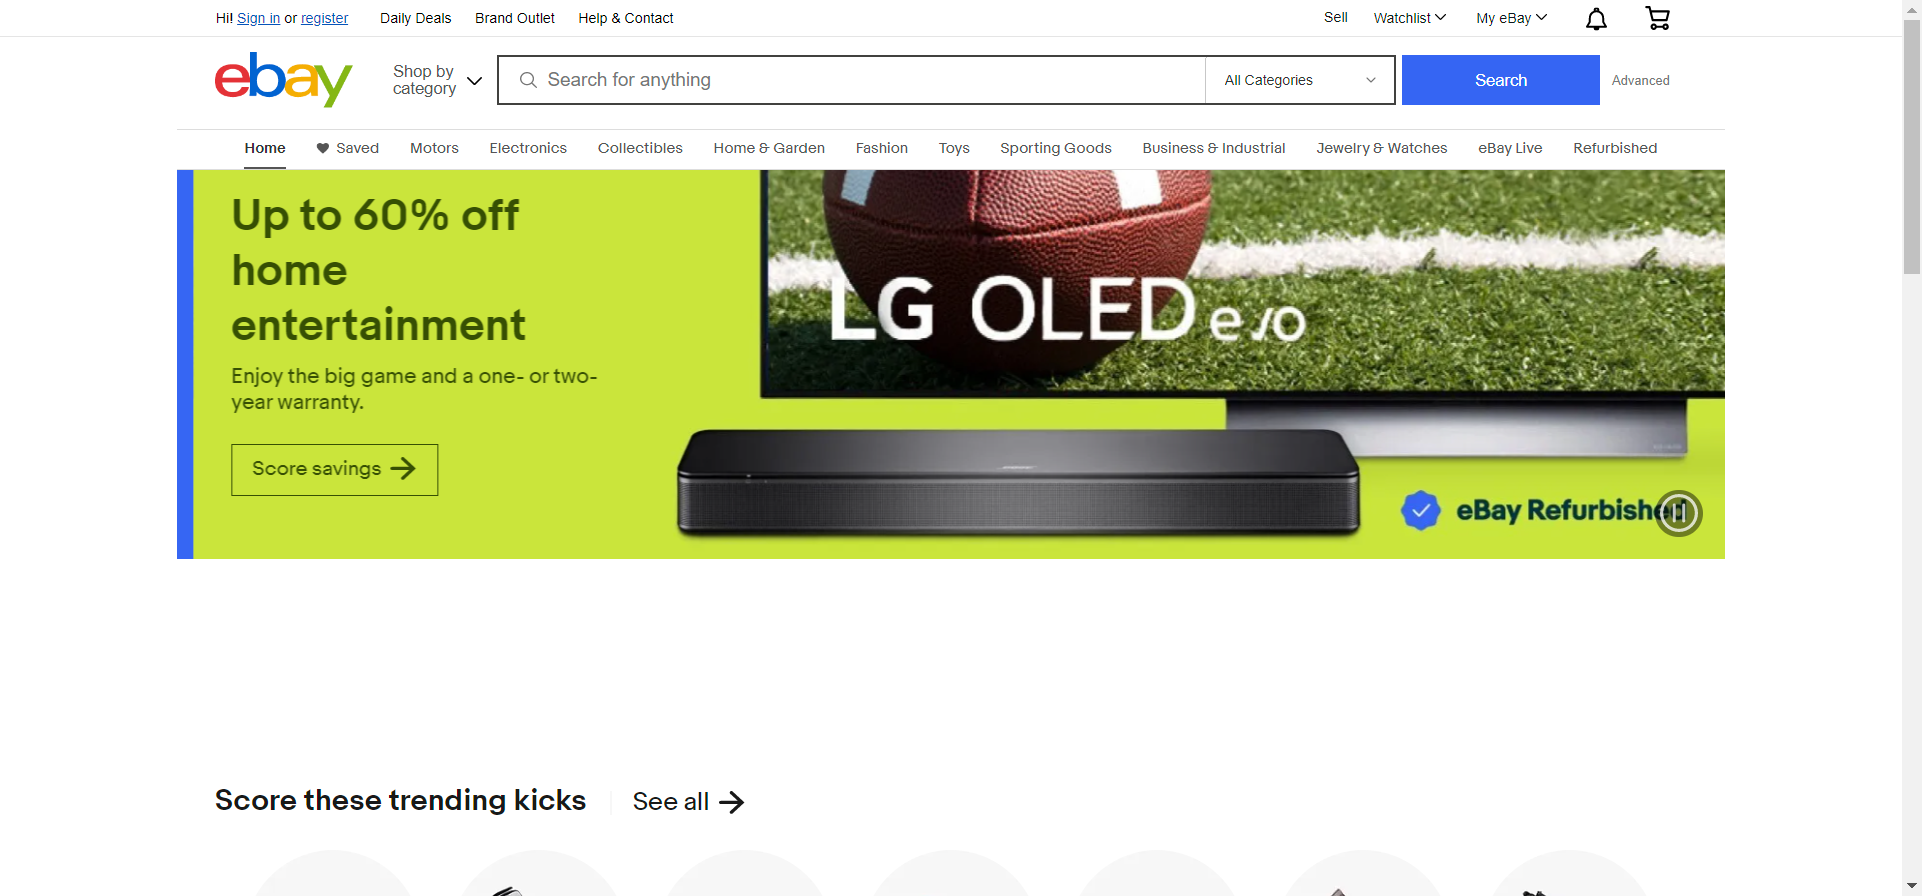 Hi! Sign in or register Daily Deals Brand Outlet Help & Contact Sell Watchlist My eBay
ebay Shop by category Search for anything All Categories Search Advanced
Home Saved Motors Electronics Collectibles Home & Garden Fashion Toys Sporting Goods Business & Industrial Jewelry & Watches eBay Live Refurbished
Up to 60% off
home
entertainment
Enjoy the big game and a one- or two-
year warranty.
Score savings
LG OLED evo
eBay Refurbished
Score these trending kicks See all